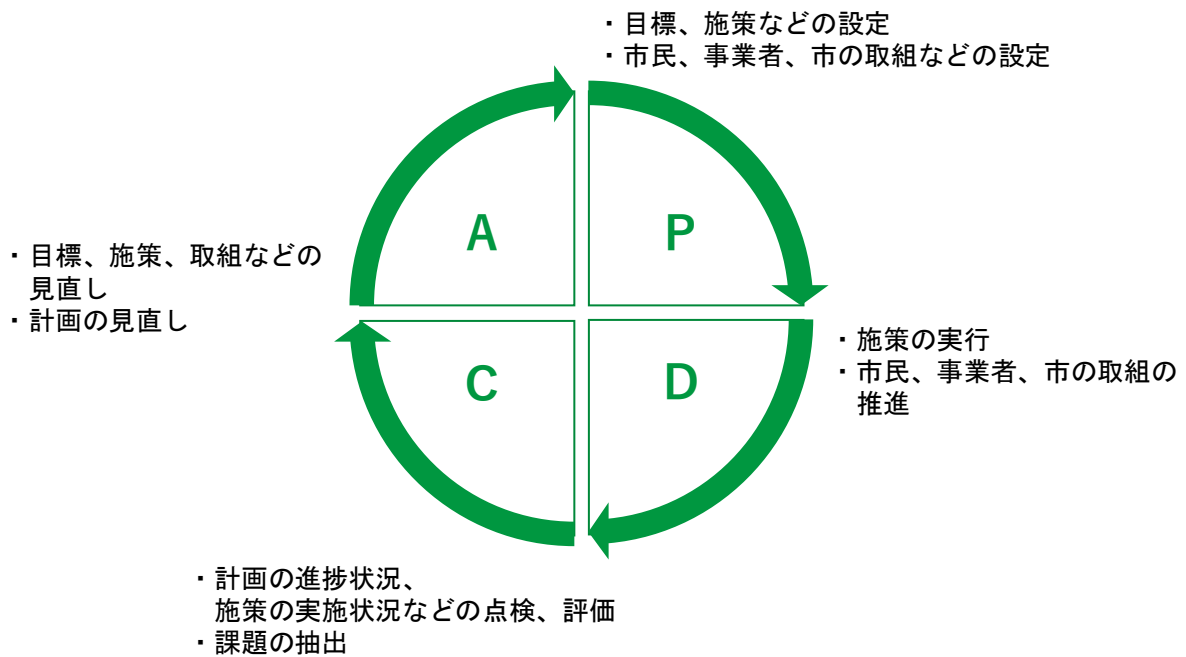 ・目標、施策などの設定
・市民、事業者、市の取組などの設定
A
P
・目標、施策、取組などの
見直し
・計画の見直し
・施策の実行
・市民、事業者、市の取組の
推進
C
D
・計画の進捗状況、
施策の実施状況などの点検、評価
・課題の抽出